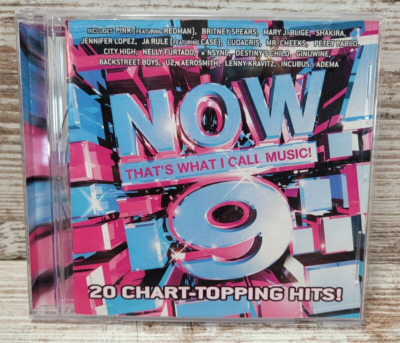 INCLUDES: P!NK (FEATURING REDMAN), BRITNEY SPEARS, MARY J. BLIGE, SHAKIRA,
JENNIFER LOPEZ, JA RULE (FEATURING CASE), LUDACRIS, MR. CHEEKS, PETEY PABLO,
CITY HIGH, NELLY FURTADO, *NSYNC, DESTINY'S CHILD, GINUWINE,
BACKSTREET BOYS, U2, AEROSMITH, LENNY KRAVITZ, INCUBUS, ADEMA
NOW
THAT'S WHAT I CALL MUSIC!
9
20 CHART-TOPPING HITS!